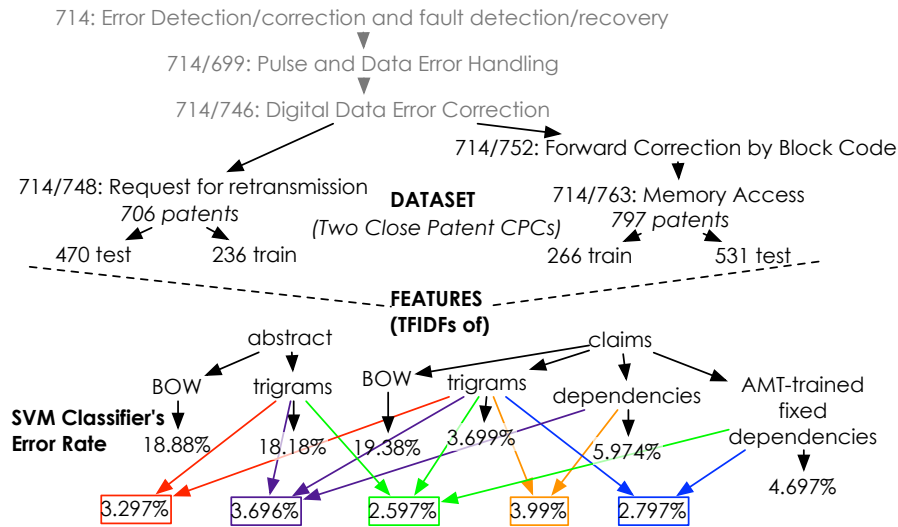 714: Error Detection/correction and fault detection/recovery
714/699: Pulse and Data Error Handling
714/746: Digital Data Error Correction
714/752: Forward Correction by Block Code
714/748: Request for retransmission
706 patents
DATASET
(Two Close Patent CPCs)
714/763: Memory Access
797 patents
470 test
236 train
266 train
531 test
FEATURES
(TFIDFs of)
abstract
claims
BOW
trigrams
BOW
trigrams
dependencies
AMT-trained
fixed
dependencies
SVM Classifier's
Error Rate
18.88%
18.18%
19.38%
3.699%
5.974%
4.697%
3.297%
3.696%
2.597%
3.99%
2.797%